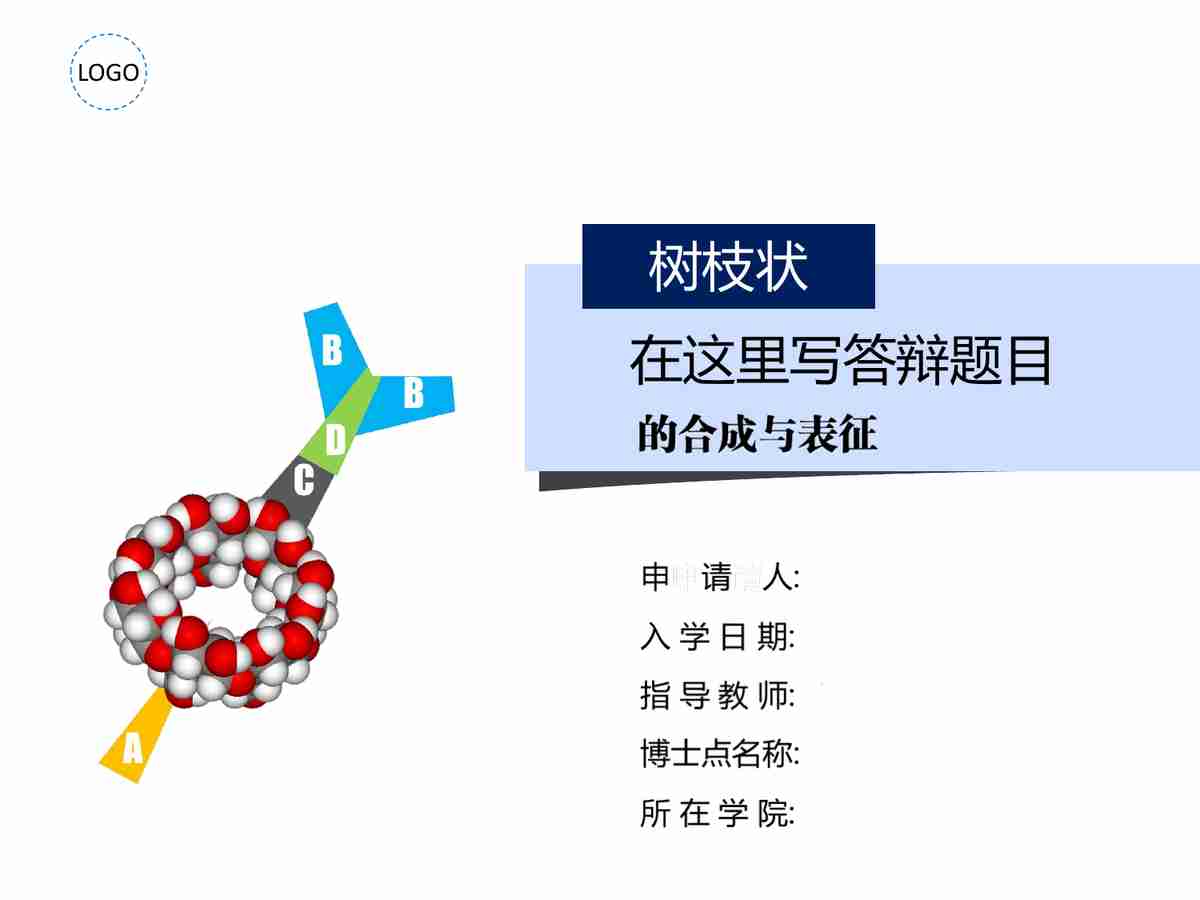 LOGO
树枝状
在这里写答辩题目
的合成与表征
B
B
D
C
A
申 请 人:
入 学 日 期:
指 导 教 师:
博士点名称:
所 在 学 院: